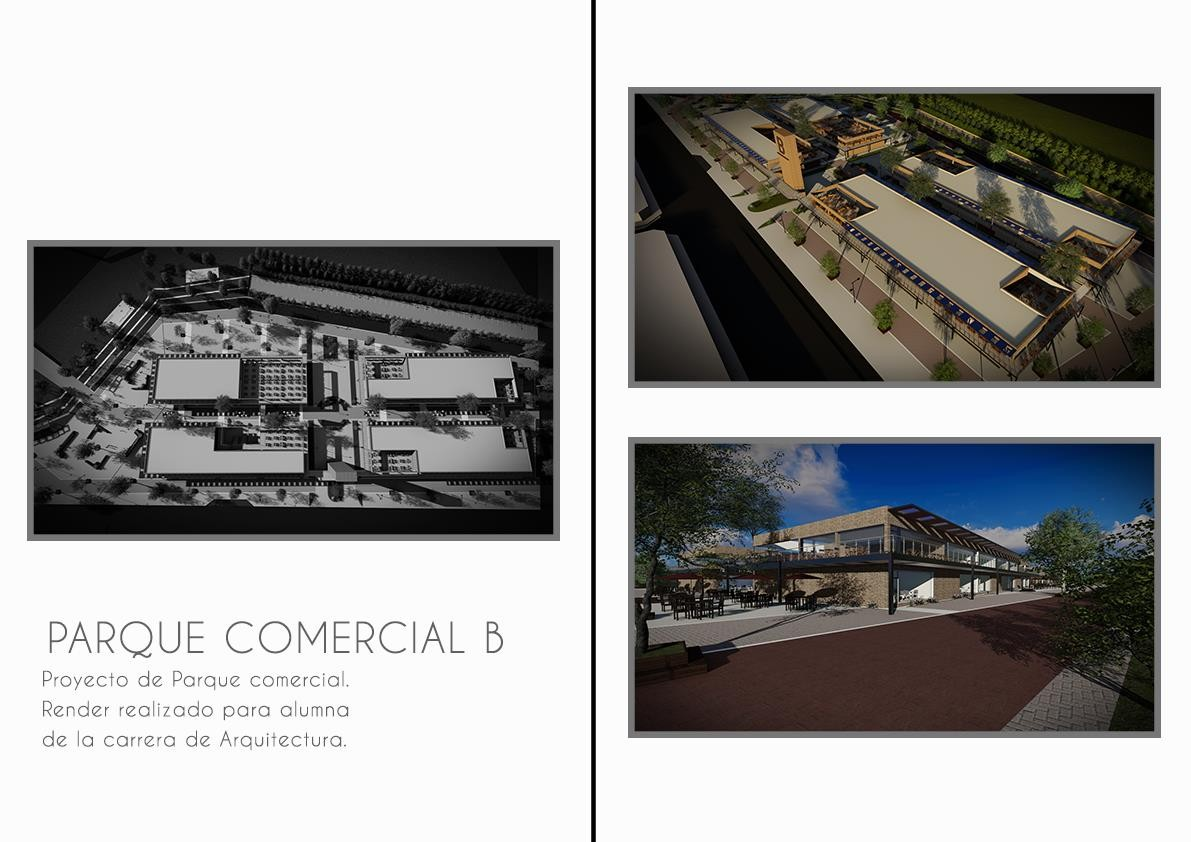 PARQUE COMERCIAL B
Proyecto de Parque comercial.
Render realizado para alumna
de la carrera de Arquitectura.
B